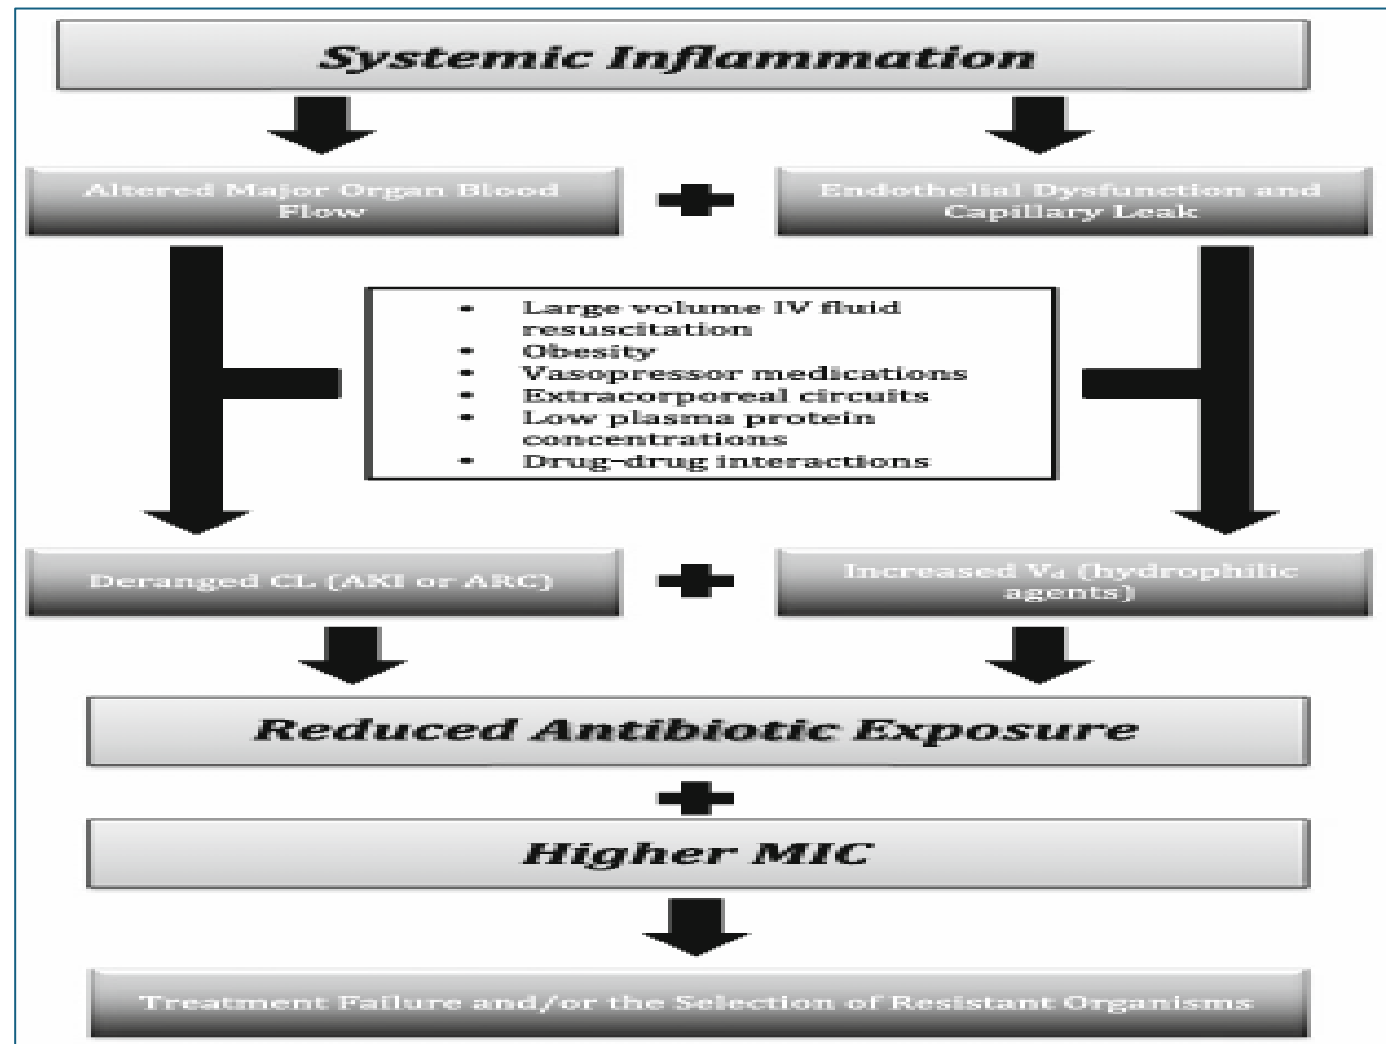 Systemic Inflammation
Altered Major Organ Blood
Flow
Endothelial Dysfunction and
Capillary Leak
• Large volume IV fluid
resuscitation
• Obesity
• Vasopressor medications
• Extracorporeal circuits
• Low plasma protein
concentrations
• Drug-drug interactions
Deranged CL (AKI or ARC)
Increased Vd (hydrophilic
agents)
Reduced Antibiotic Exposure
Higher MIC
Treatment Failure and/or the Selection of Resistant Organisms